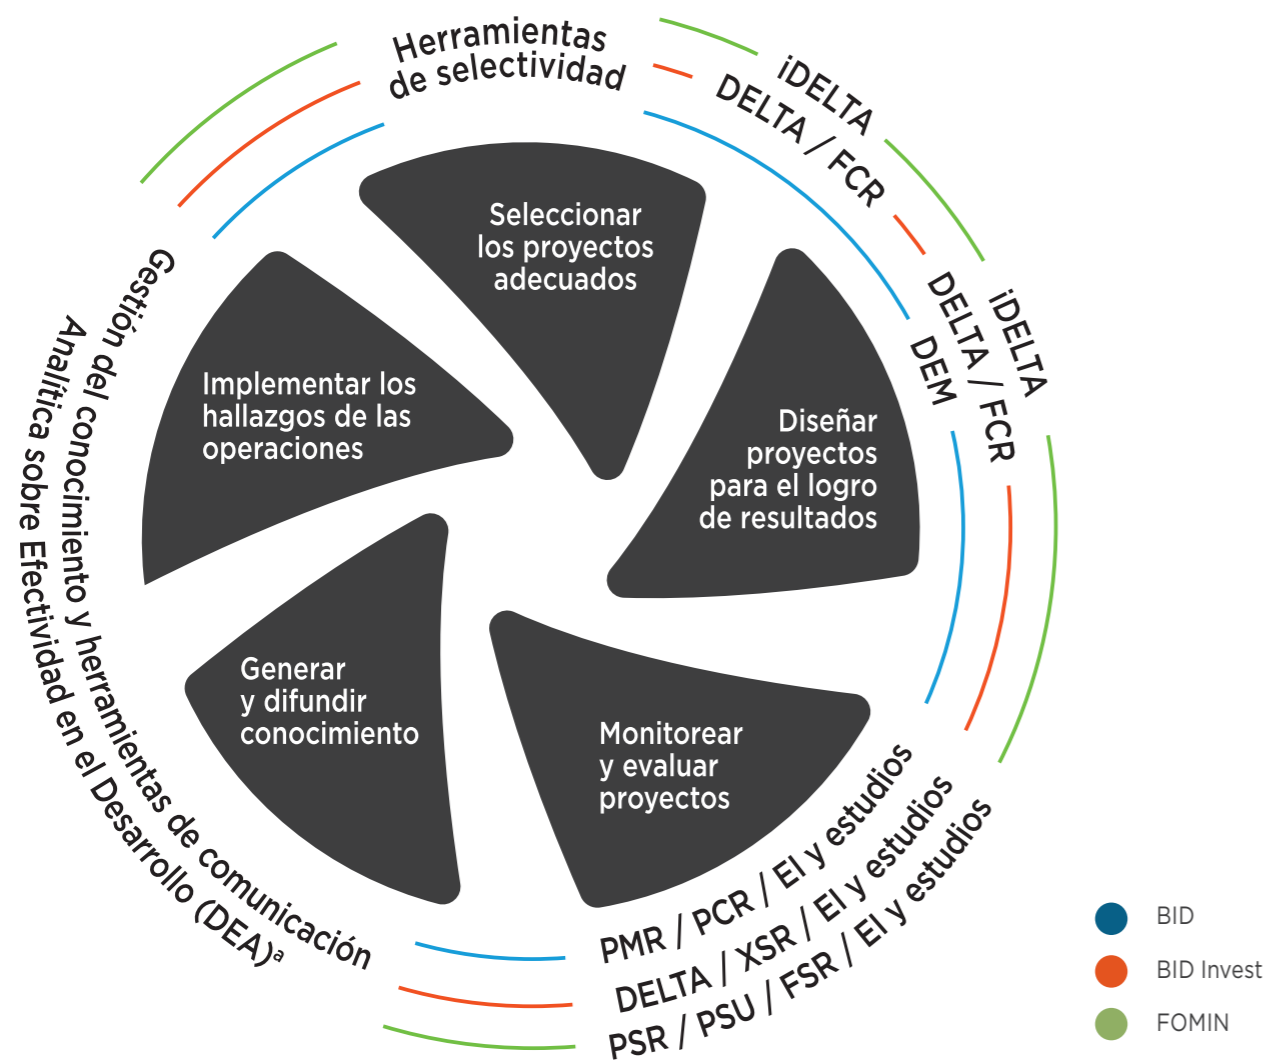 Herramientas
de selectividad
iDELTA
DELTA / FCR
iDELTA
DELTA / FCR
DEM
Seleccionar
los proyectos
adecuados
Diseñar
proyectos
para el logro
de resultados
Monitorear
y evaluar
proyectos
Generar
y difundir
conocimiento
Implementar los
hallazgos de las
operaciones
PMR / PCR / EI y estudios
DELTA / XSR / EI y estudios
PSR / PSU / FSR / EI y estudios
Gestión del conocimiento y herramientas de comunicación
Analítica sobre Efectividad en el Desarrollo (DEA)ª
BID
BID Invest
FOMIN